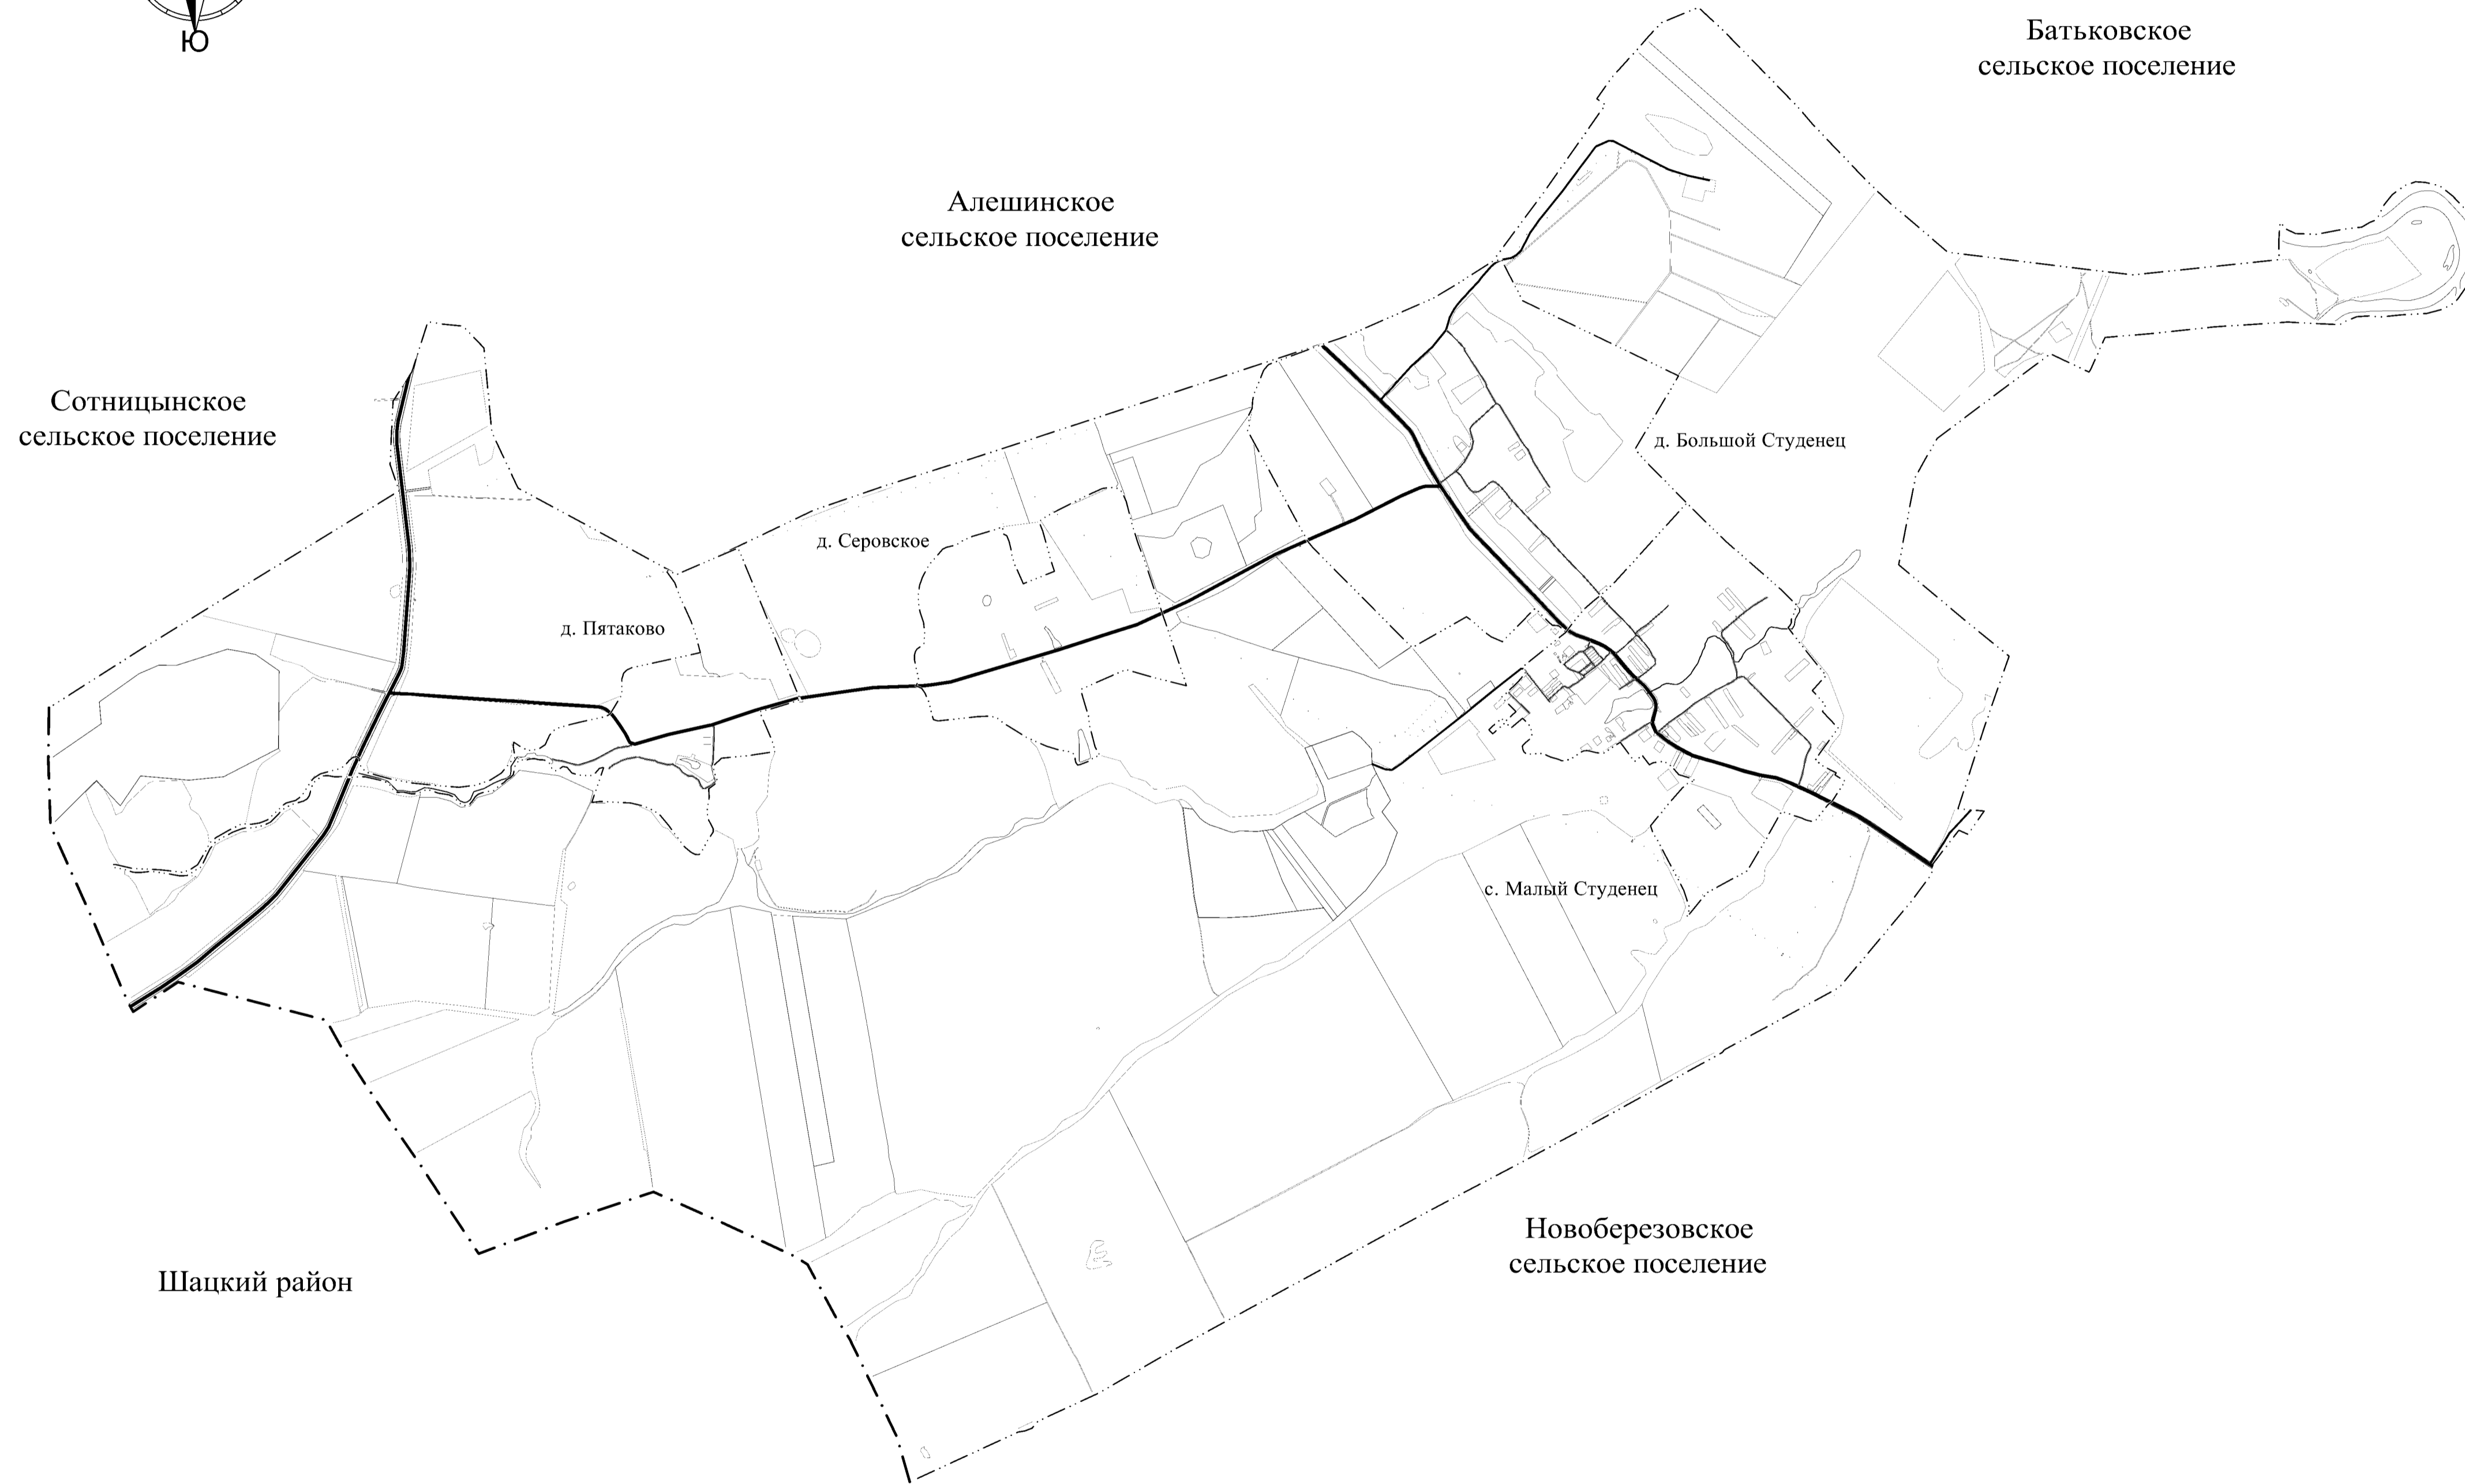 Ю
Батьковское
сельское поселение
Алешинское
сельское поселение
Сотницынское
сельское поселение
д. Большой Студенец
д. Серовское
д. Пятаково
с. Малый Студенец
Новоберезовское
сельское поселение
Шацкий район